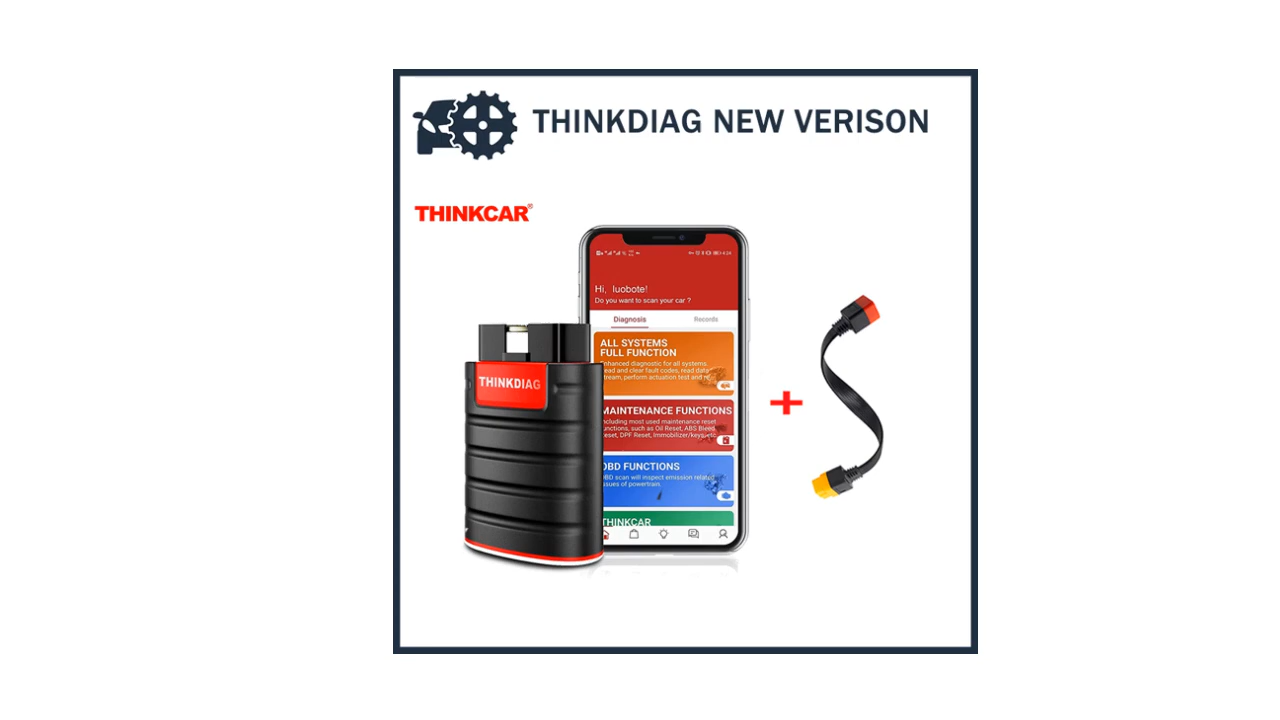 THINKDIAG NEW VERISON
THINKCAR®
Hi, luobote!
Do you want to scan your car ?
Diagnosis
Records
ALL SYSTEMS
FULL FUNCTION
Enhanced diagnostic for all systems,
read and clear fault codes, read data
stream, perform actuation test and
MAINTENANCE FUNCTIONS
Including most used maintenance reset
functions, such as Oil Reset, ABS Bleed
Reset, DPF Reset, Immobilizer/keys,etc
OBD FUNCTIONS
OBD scan will inspect emission related
issues of powertrain.
THINKCAR
THINKDIAG